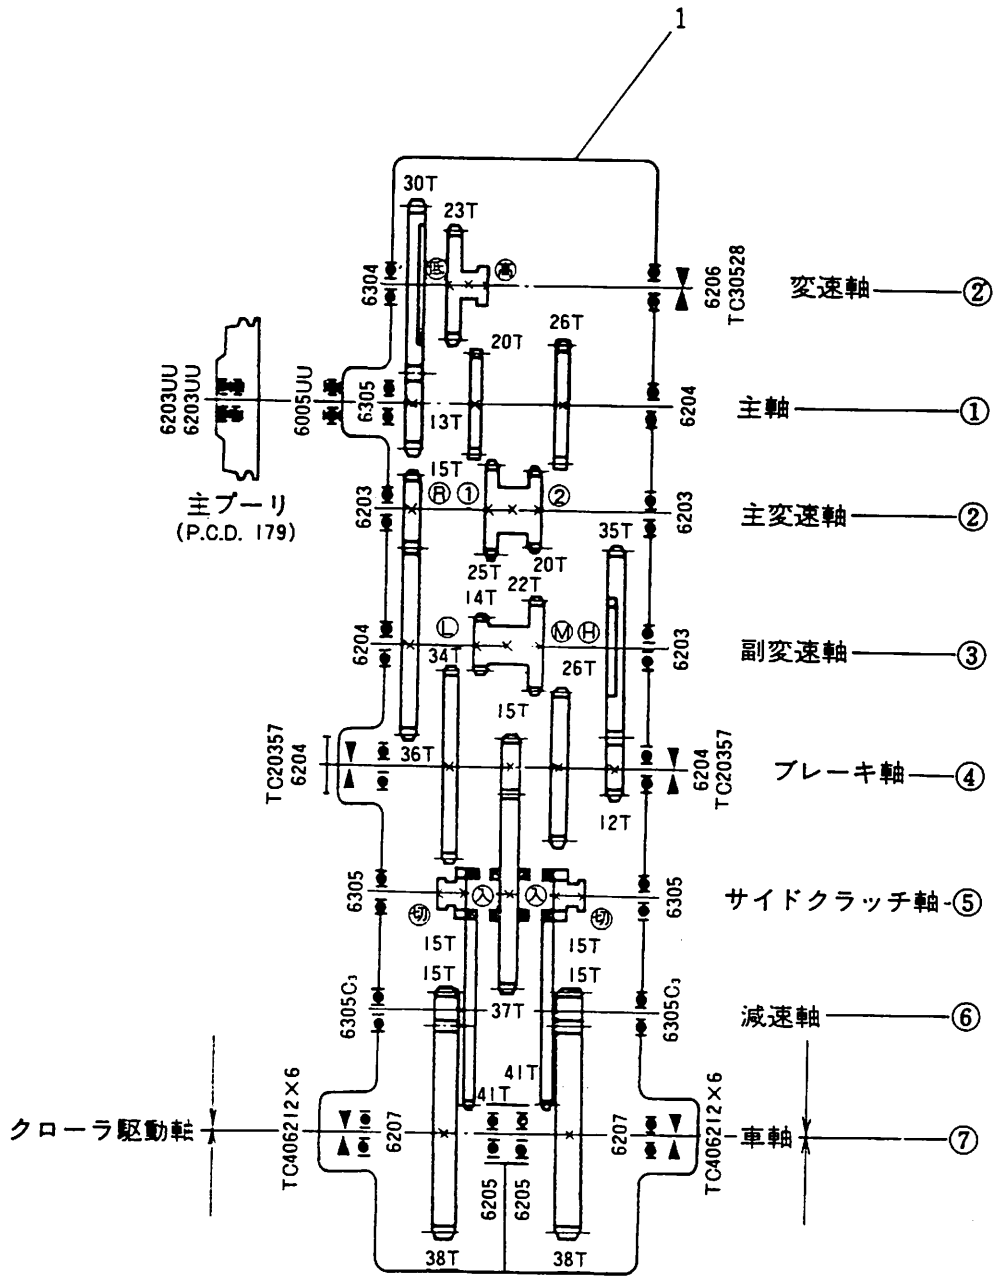 1
30T
23T
低
高
6304
6206
TC30528
変速軸
②
20T
26T
6203UU
6203UU
6005UU
6305
13T
6204
主軸
①
主プーリ
(P.C.D. 179)
15T
Ⓡ
①
②
6203
6203
主変速軸
②
25T
20T
35T
14T
22T
Ⓛ
Ⓜ
Ⓗ
6204
6203
副変速軸
③
34T
26T
15T
TC20357
6204
36T
12T
6204
TC20357
ブレーキ軸
④
6305
入
入
切
切
6305
サイドクラッチ軸
⑤
15T
15T
15T
15T
6305C₃
37T
6305C₃
減速軸
⑥
41T
41T
クローラ駆動軸
TC406212×6
6207
6207
TC406212×6
車軸
⑦
6205
6205
38T
38T